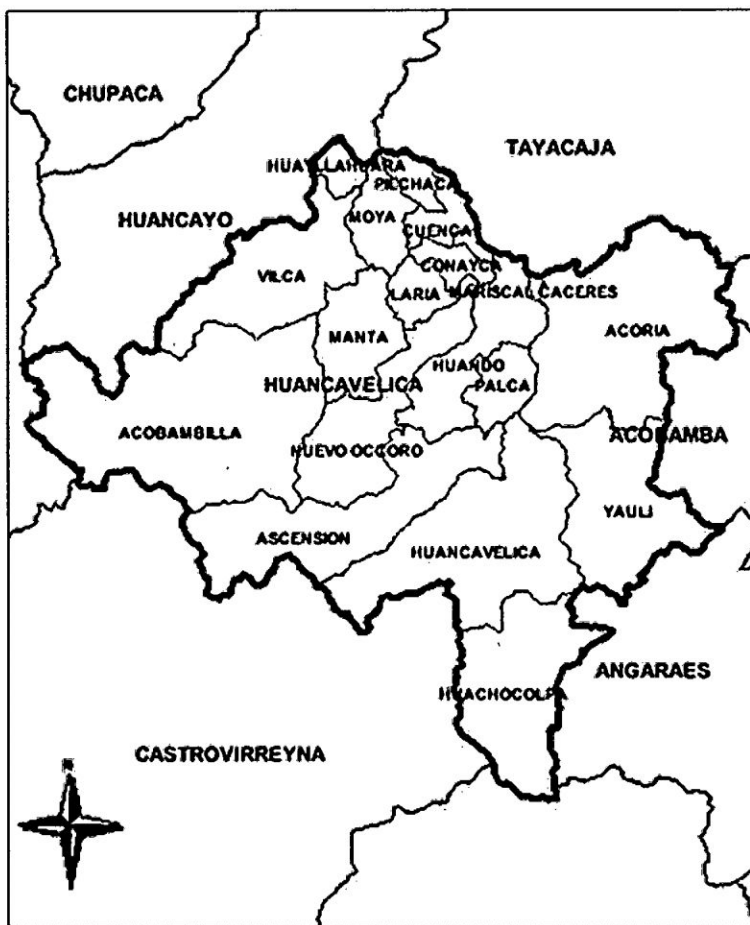 CHUPACA
TAYACAJA
HUAYLLAHUARA
PILCHACA
HUANCAYO
MOYA
CUENCA
CONAYCA
VILCA
LARIA
MARISCAL CACERES
MANTA
ACORIA
HUANDO
HUANCAVELICA
PALCA
ACOBAMBILLA
ACOBAMBA
NUEVO OCCORO
YAULI
ASCENSION
HUANCAVELICA
ANGARAES
HUACHOCOLPA
CASTROVIRREYNA
N